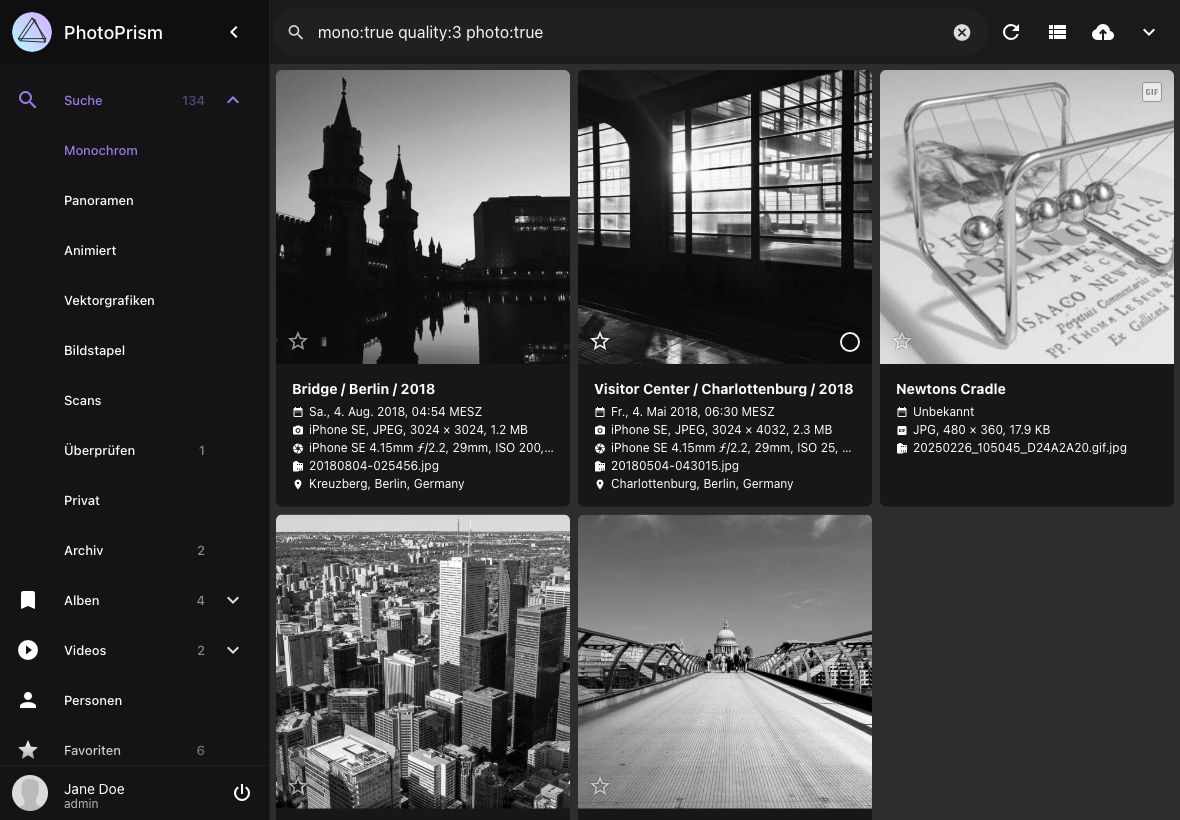 PhotoPrism
mono:true quality:3 photo:true
Suche 134
Monochrom
Panoramen
Animiert
Vektorgrafiken
Bildstapel
Scans
Überprüfen 1
Privat
Archiv 2
Alben 4
Videos 2
Personen
Favoriten 6
Jane Doe
admin
Bridge / Berlin / 2018
Sa., 4. Aug. 2018, 04:54 MESZ
iPhone SE, JPEG, 3024 × 3024, 1.2 MB
iPhone SE 4.15mm ƒ/2.2, 29mm, ISO 200,...
20180804-025456.jpg
Kreuzberg, Berlin, Germany
Visitor Center / Charlottenburg / 2018
Fr., 4. Mai 2018, 06:30 MESZ
iPhone SE, JPEG, 3024 × 4032, 2.3 MB
iPhone SE 4.15mm ƒ/2.2, 29mm, ISO 25, ...
20180504-043015.jpg
Charlottenburg, Berlin, Germany
GIF
PRINCIPIA
MATHEMATICA
AUCT
ISAACO NEW
Perpetuis Commentariis
PP. THOMÆ LE SEUR &
Et Gallicana
Newtons Cradle
Unbekannt
JPG, 480 × 360, 17.9 KB
20250226_105045_D24A2A20.gif.jpg